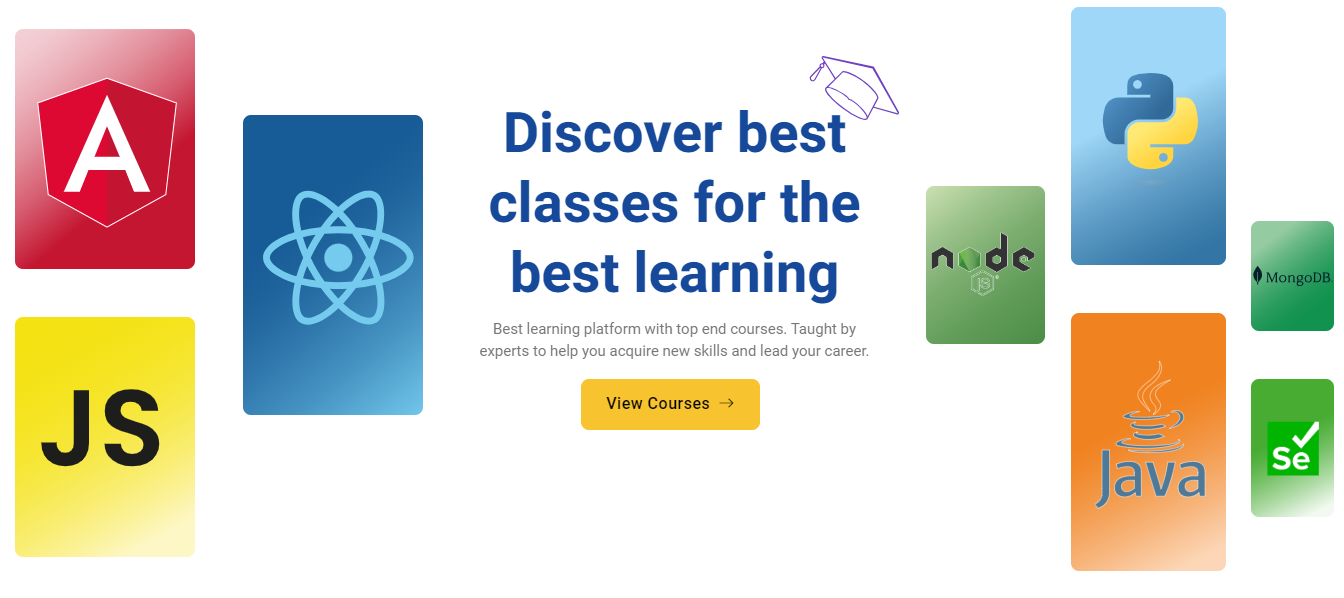 A
JS
Discover best
classes for the
best learning
Best learning platform with top end courses. Taught by
experts to help you acquire new skills and lead your career.
View Courses
node
JS
MongoDB
Java
Se